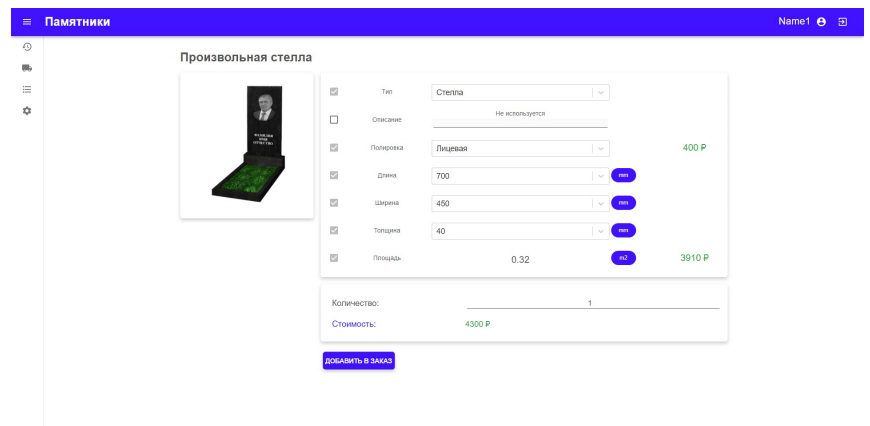 Памятники
Name1
Произвольная стелла
Тип Стелла
Описание Не используется
Полировка Лицевая 400 ₽
Длина 700 mm
Ширина 450 mm
Толщина 40 mm
Площадь 0.32 m2 3910 ₽
Количество: 1
Стоимость: 4300 ₽
ДОБАВИТЬ В ЗАКАЗ
ФАМИЛИЯ
ИМЯ
ОТЧЕСТВО